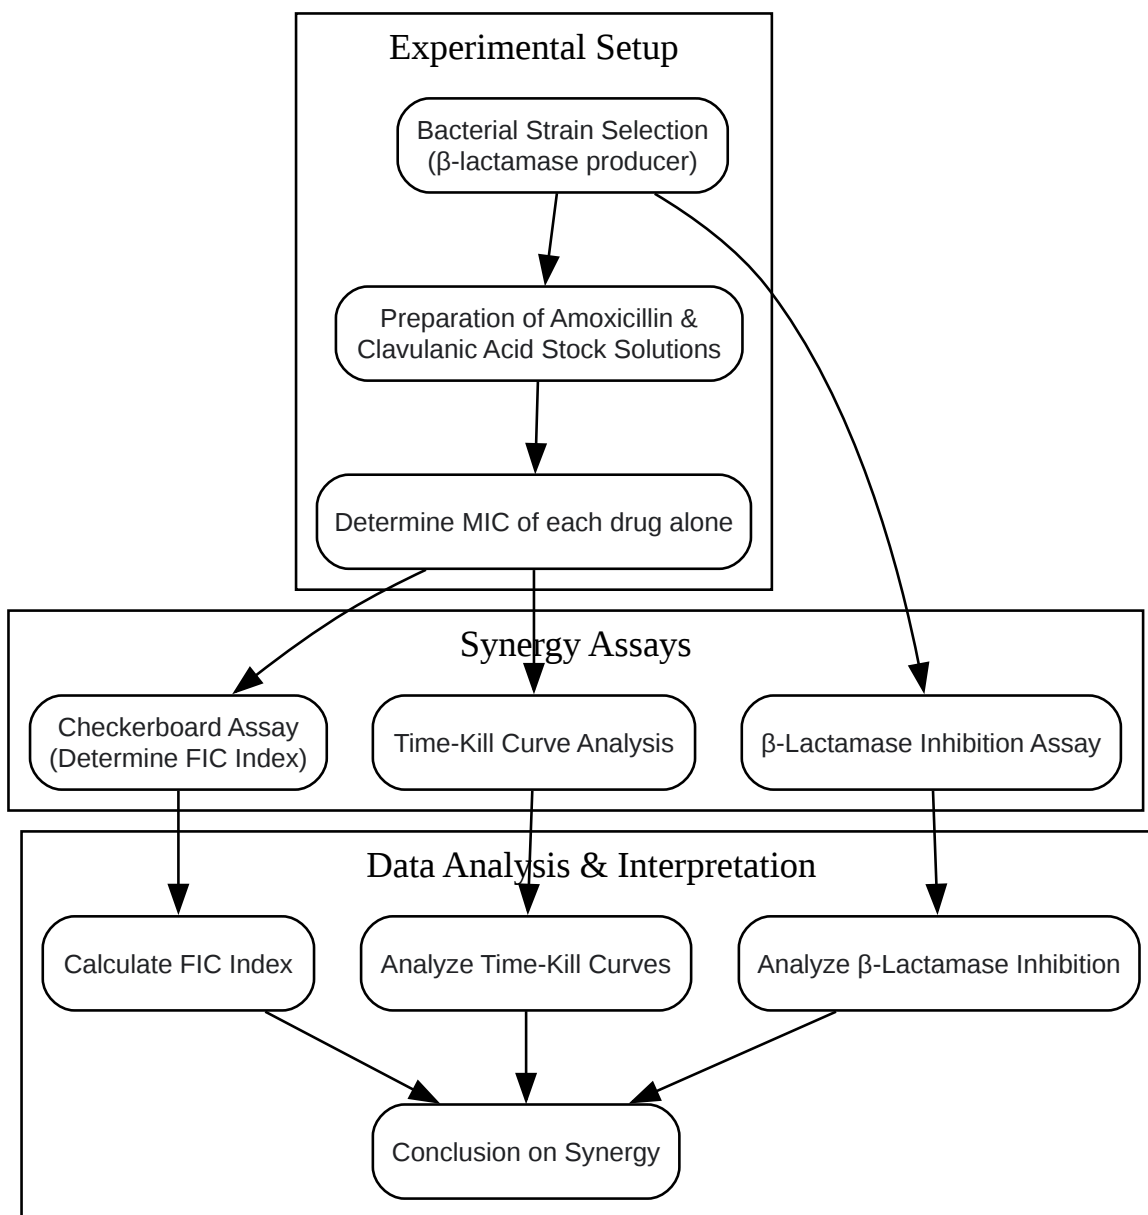 Experimental Setup
Bacterial Strain Selection
(β-lactamase producer)
Preparation of Amoxicillin &
Clavulanic Acid Stock Solutions
Determine MIC of each drug alone
Synergy Assays
Checkerboard Assay
(Determine FIC Index)
Time-Kill Curve Analysis
β-Lactamase Inhibition Assay
Data Analysis & Interpretation
Calculate FIC Index
Analyze Time-Kill Curves
Analyze β-Lactamase Inhibition
Conclusion on Synergy